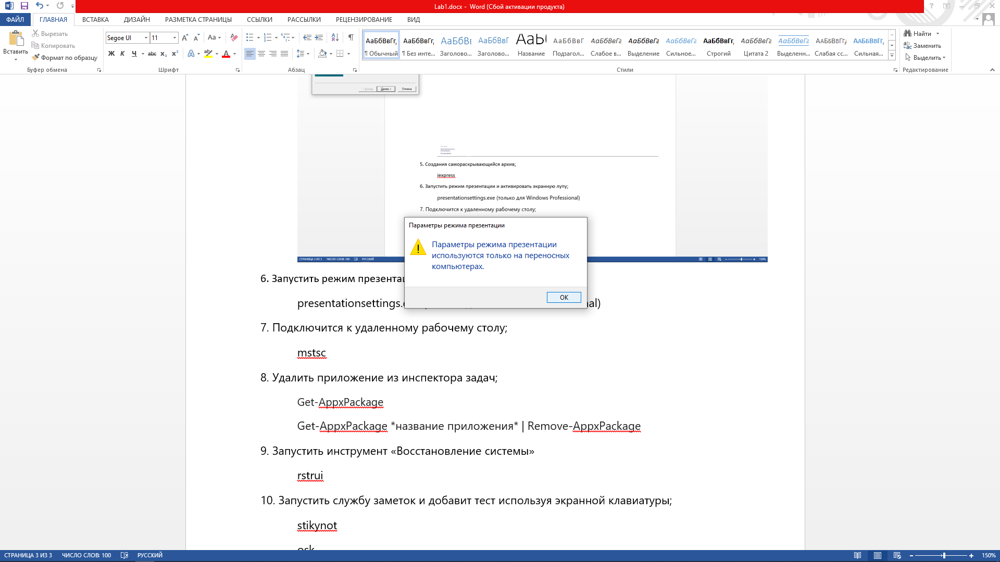 Lab1.docx - Word (Сбой активации продукта)
ФАЙЛ ГЛАВНАЯ ВСТАВКА ДИЗАЙН РАЗМЕТКА СТРАНИЦЫ ССЫЛКИ РАССЫЛКИ РЕЦЕНЗИРОВАНИЕ ВИД
Вставить
Вырезать
Копировать
Формат по образцу
Буфер обмена
Segoe UI 11
Ж К Ч abc x₂ x²
Шрифт
Абзац
АаБбВвГг, АаБбВвГг, АаБбВı АаБбВвГ АаЬı АаБбВвГ АаБбВвГг АаБбВвГг АаБбВвГг АаБбВвГг, АаБбВвГг АаБбВвГг ААББВВГГ, ААББВВГГ,
¶ Обычный ¶ Без инте... Заголово... Заголово... Название Подзагол... Слабое в... Выделение Сильное... Строгий Цитата 2 Выделенн... Слабая сс... Сильная...
Стили
Найти
Заменить
Выделить
Редактирование
< Назад Далее > Отмена
5. Создания самораскрывающийся архив;
iexpress
6. Запустить режим презентации и активировать экранную лупу;
presentationsettings.exe (только для Windows Professional)
7. Подключится к удаленному рабочему столу;
СТРАНИЦА 2 ИЗ 3 ЧИСЛО СЛОВ: 100 РУССКИЙ 150%
Параметры режима презентации
Параметры режима презентации
используются только на переносных
компьютерах.
OK
6. Запустить режим презентац
presentationsettings. nal)
7. Подключится к удаленному рабочему столу;
mstsc
8. Удалить приложение из инспектора задач;
Get-AppxPackage
Get-AppxPackage *название приложения* | Remove-AppxPackage
9. Запустить инструмент «Восстановление системы»
rstrui
10. Запустить службу заметок и добавит тест используя экранной клавиатуры;
stikynot
osk
СТРАНИЦА 3 ИЗ 3 ЧИСЛО СЛОВ: 100 РУССКИЙ 150%